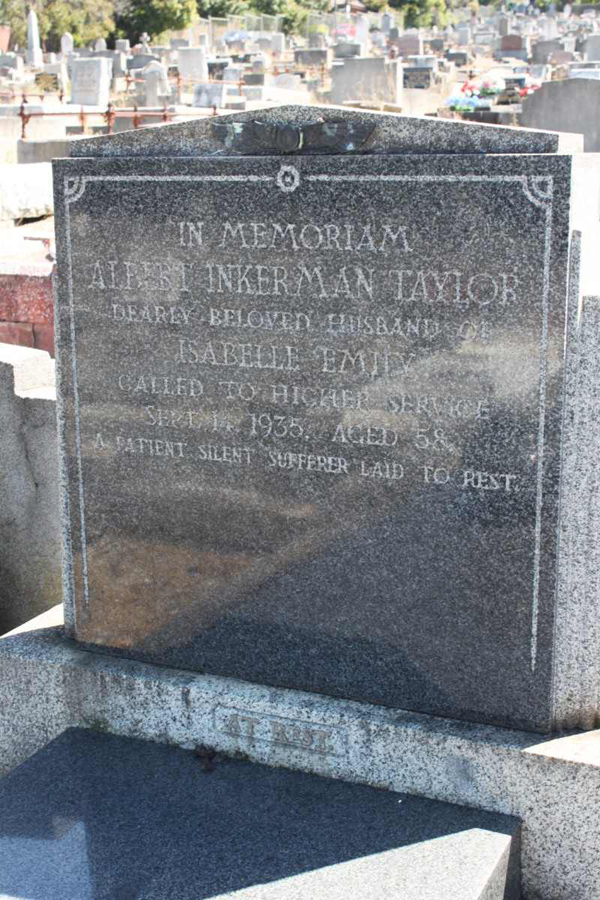 IN MEMORIAM
ALBERT INKERMAN TAYLOR
DEARLY BELOVED HUSBAND OF
ISABELLE EMILY
CALLED TO HIGHER SERVICE
SEPT. 14, 1935, AGED 58.
A PATIENT SILENT SUFFERER LAID TO REST.
AT REST.